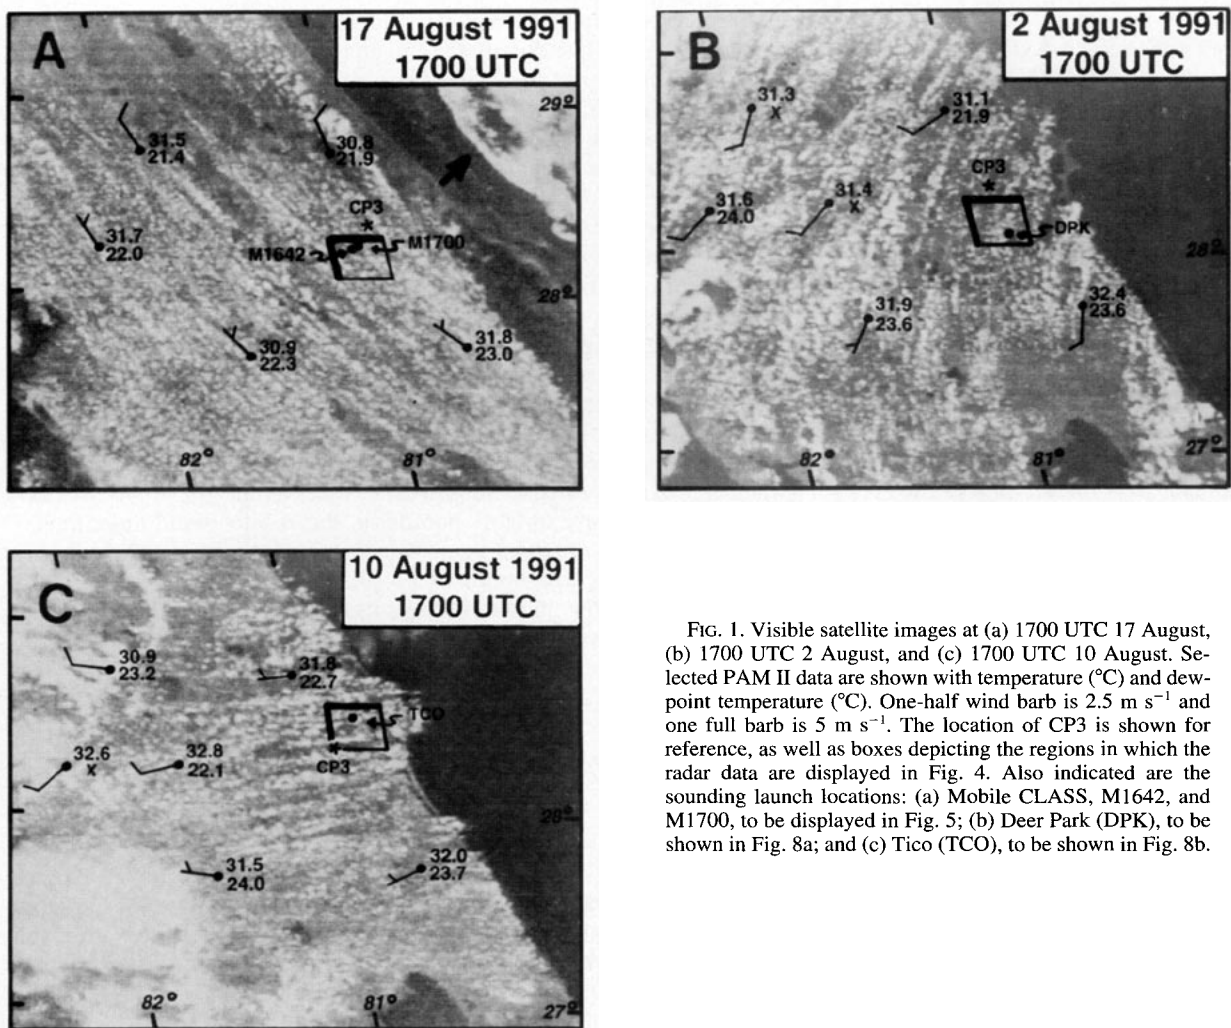 A
17 August 1991
1700 UTC
29°
31.5
21.4
30.8
21.9
CP3
31.7
22.0
M1642
M1700
28°
30.9
22.3
31.8
23.0
82°
81°
B
2 August 1991
1700 UTC
31.3
X
31.1
21.9
CP3
31.6
24.0
31.4
X
DPK
28°
31.9
23.6
32.4
23.6
82°
81°
27°
C
10 August 1991
1700 UTC
30.9
23.2
31.8
22.7
TCO
32.6
X
32.8
22.1
CP3
28°
31.5
24.0
32.0
23.7
82°
81°
27°
FIG. 1. Visible satellite images at (a) 1700 UTC 17 August,
(b) 1700 UTC 2 August, and (c) 1700 UTC 10 August. Se-
lected PAM II data are shown with temperature (°C) and dew-
point temperature (°C). One-half wind barb is 2.5 m s⁻¹ and
one full barb is 5 m s⁻¹. The location of CP3 is shown for
reference, as well as boxes depicting the regions in which the
radar data are displayed in Fig. 4. Also indicated are the
sounding launch locations: (a) Mobile CLASS, M1642, and
M1700, to be displayed in Fig. 5; (b) Deer Park (DPK), to be
shown in Fig. 8a; and (c) Tico (TCO), to be shown in Fig. 8b.